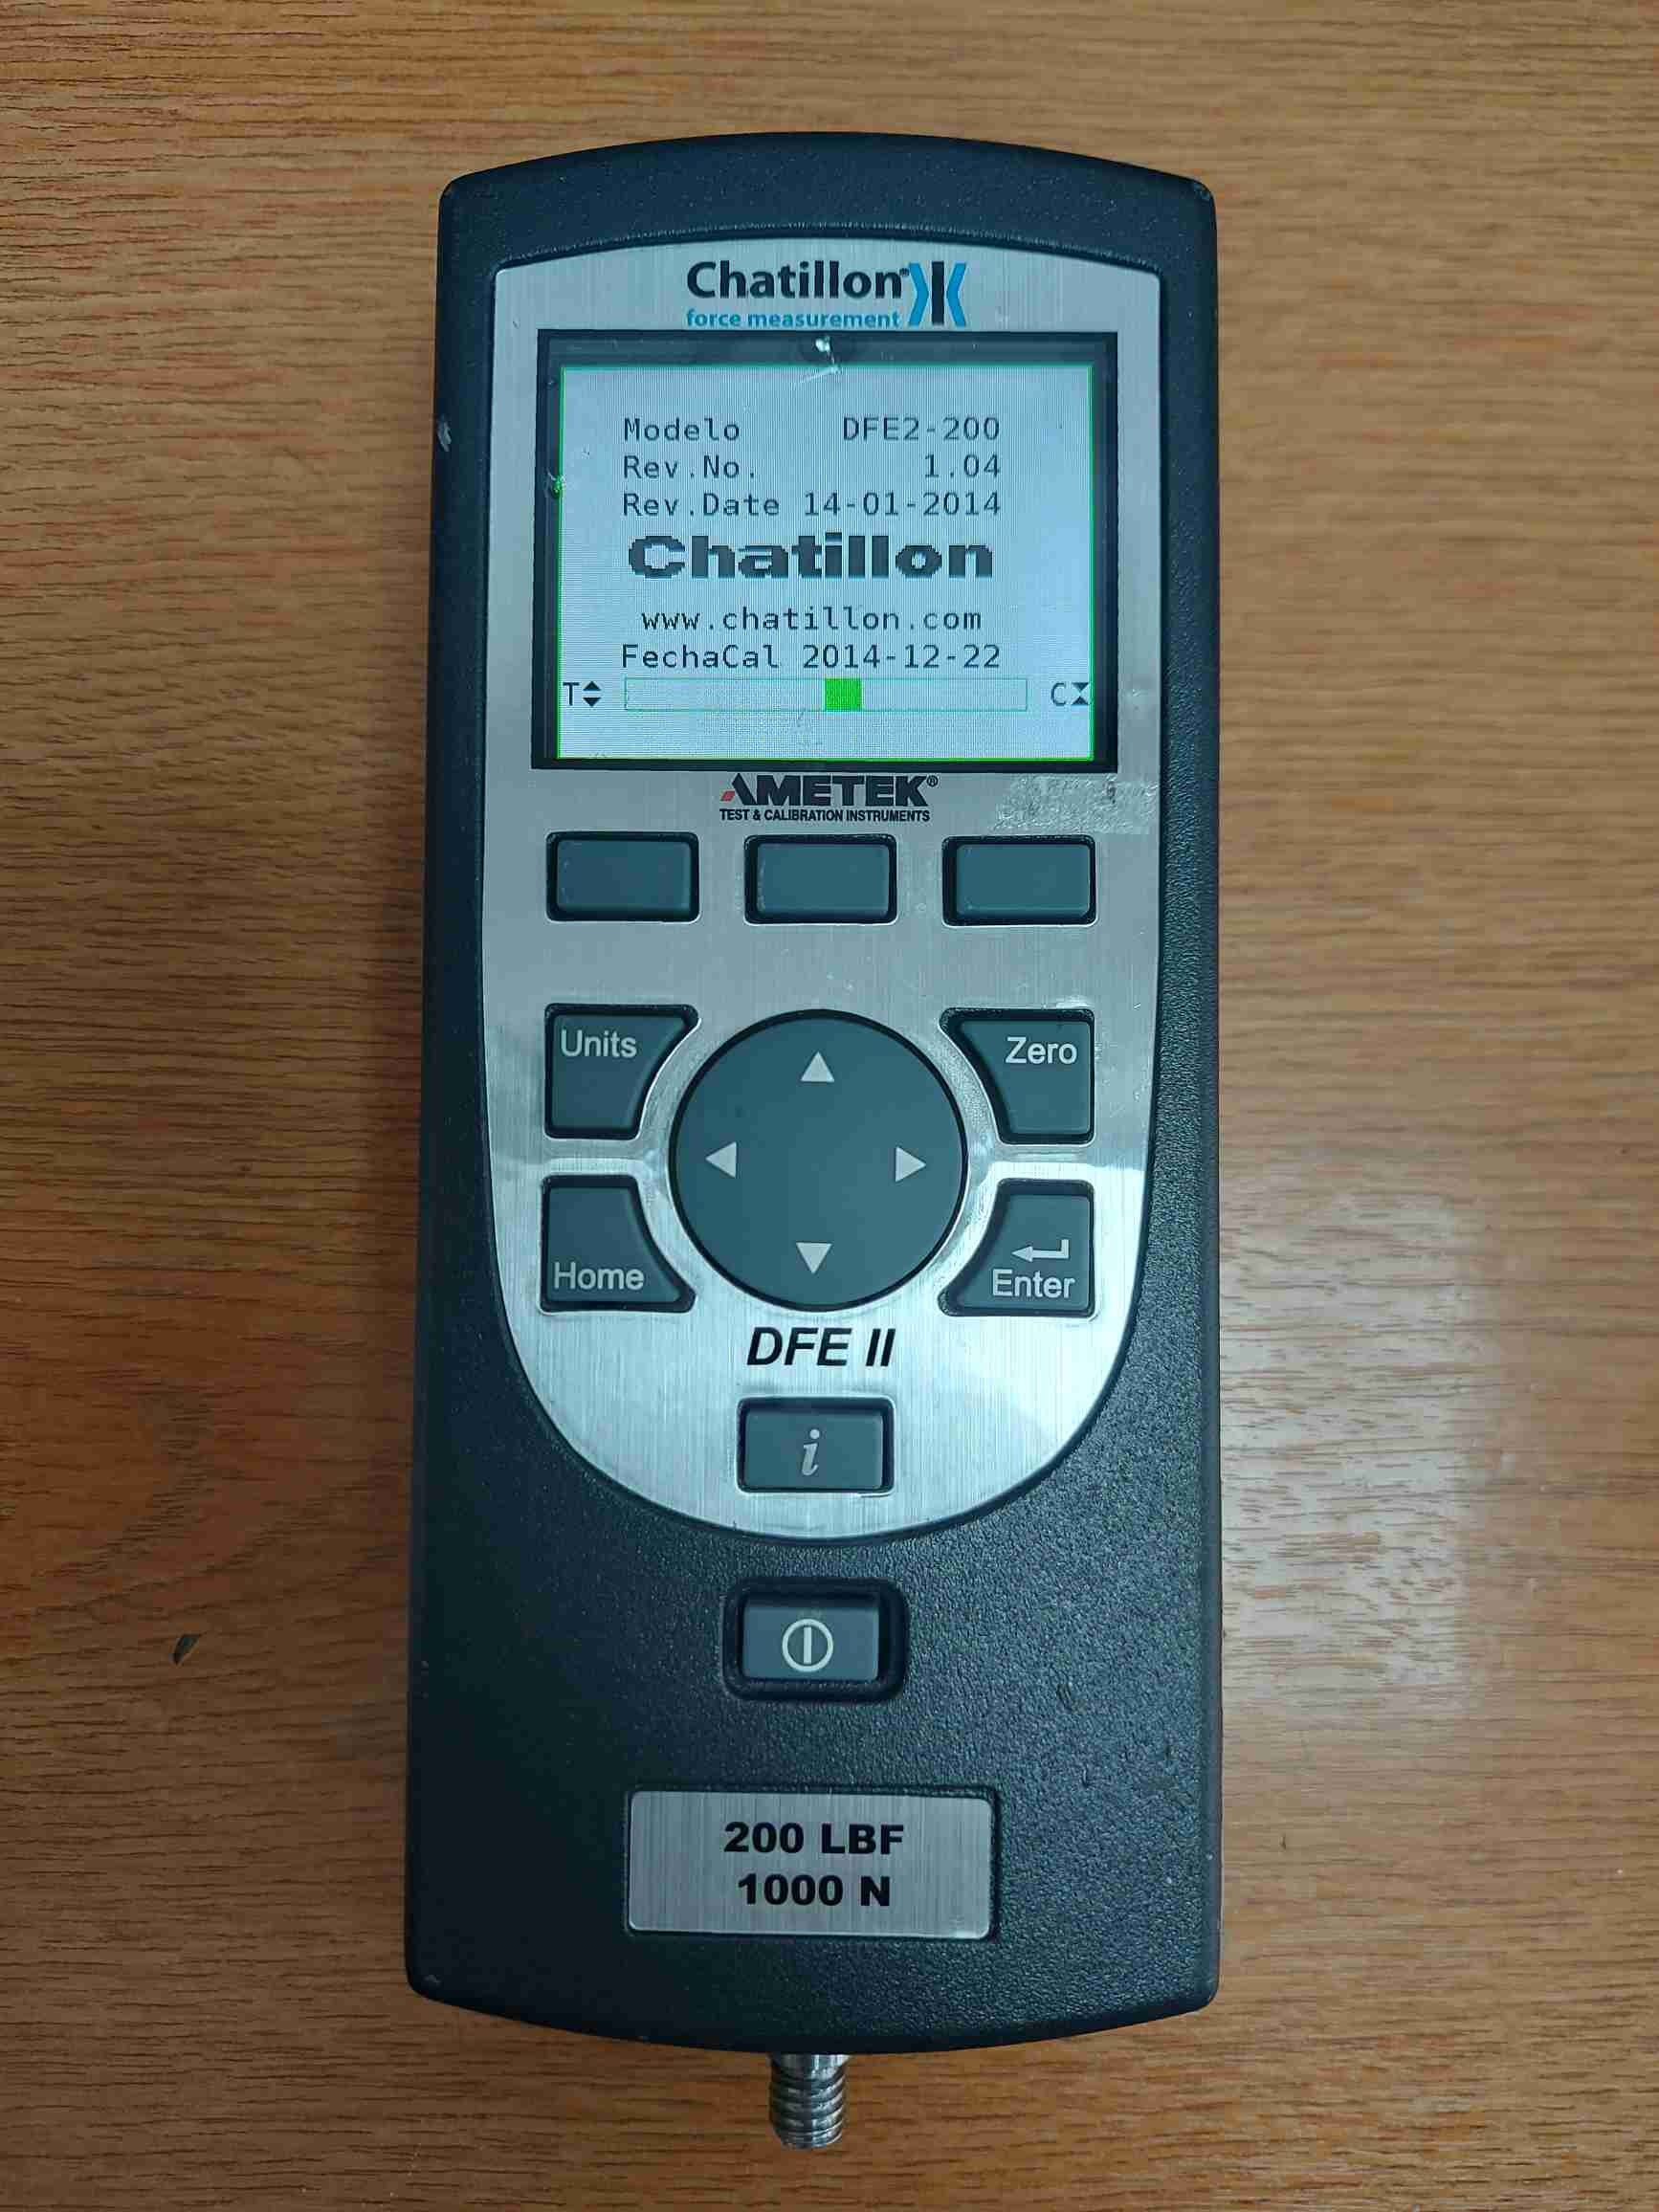 Chatillon®
force measurement
Modelo DFE2-200
Rev.No. 1.04
Rev.Date 14-01-2014
Chatillon
www.chatillon.com
FechaCal 2014-12-22
T C
AMETEK®
TEST & CALIBRATION INSTRUMENTS
Units
Zero
Home
Enter
DFE II
i
200 LBF
1000 N